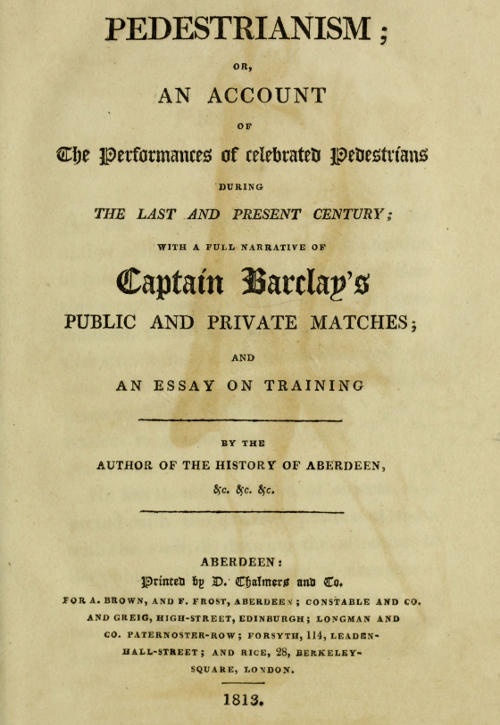 PEDESTRIANISM;
OR,
AN ACCOUNT
OF
The Performances of celebrated Pedestrians
DURING
THE LAST AND PRESENT CENTURY;
WITH A FULL NARRATIVE OF
Captain Barclay's
PUBLIC AND PRIVATE MATCHES;
AND
AN ESSAY ON TRAINING
BY THE
AUTHOR OF THE HISTORY OF ABERDEEN,
&c. &c. &c.
ABERDEEN:
Printed by D. Chalmers and Co.
FOR A. BROWN, AND F. FROST, ABERDEEN; CONSTABLE AND CO.
AND GREIG, HIGH-STREET, EDINBURGH; LONGMAN AND
CO. PATERNOSTER-ROW; FORSYTH, 114, LEADEN-
HALL-STREET; AND RICE, 28, BERKELEY-
SQUARE, LONDON.
1813.